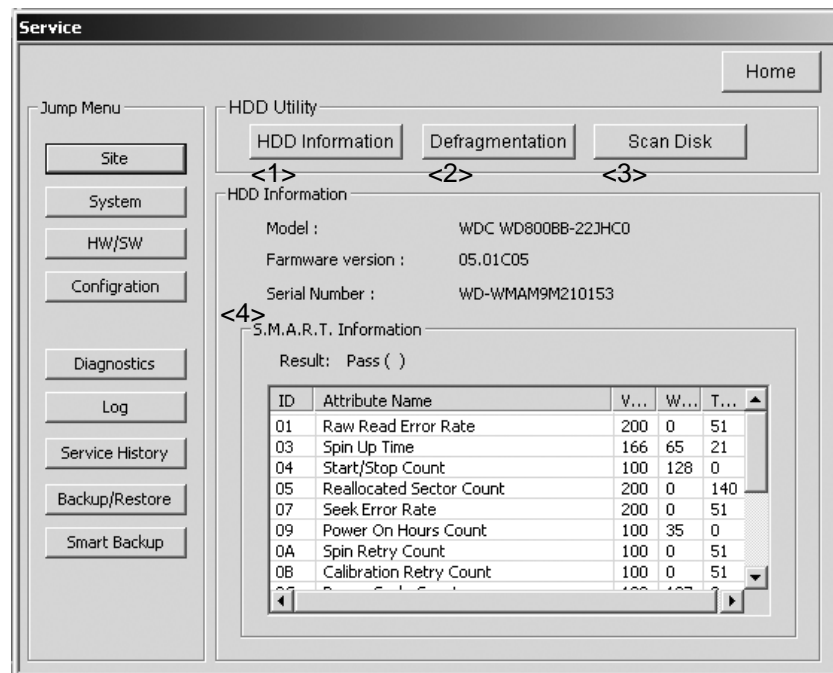 Service
Home
Jump Menu
Site
System
HW/SW
Configration
Diagnostics
Log
Service History
Backup/Restore
Smart Backup
HDD Utility
HDD Information Defragmentation Scan Disk
<1> <2> <3>
HDD Information
Model : WDC WD800BB-22JHC0
Farmware version : 05.01C05
Serial Number : WD-WMAM9M210153
<4>
S.M.A.R.T. Information
Result: Pass ( )
ID Attribute Name V... W... T...
01 Raw Read Error Rate 200 0 51
03 Spin Up Time 166 65 21
04 Start/Stop Count 100 128 0
05 Reallocated Sector Count 200 0 140
07 Seek Error Rate 200 0 51
09 Power On Hours Count 100 35 0
0A Spin Retry Count 100 0 51
0B Calibration Retry Count 100 0 51